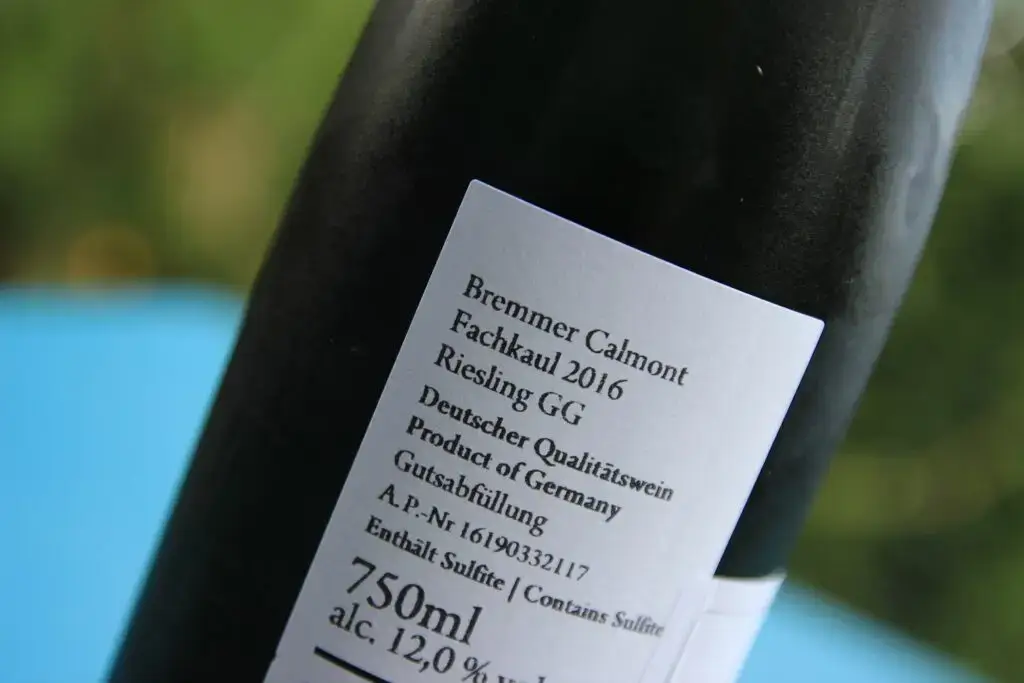 Bremmer Calmont
Fachkaul 2016
Riesling GG
Deutscher Qualitätswein
Product of Germany
Gutsabfüllung
A.P.-Nr 16190332117
Enthält Sulfite | Contains Sulfite
750ml
alc. 12,0 %